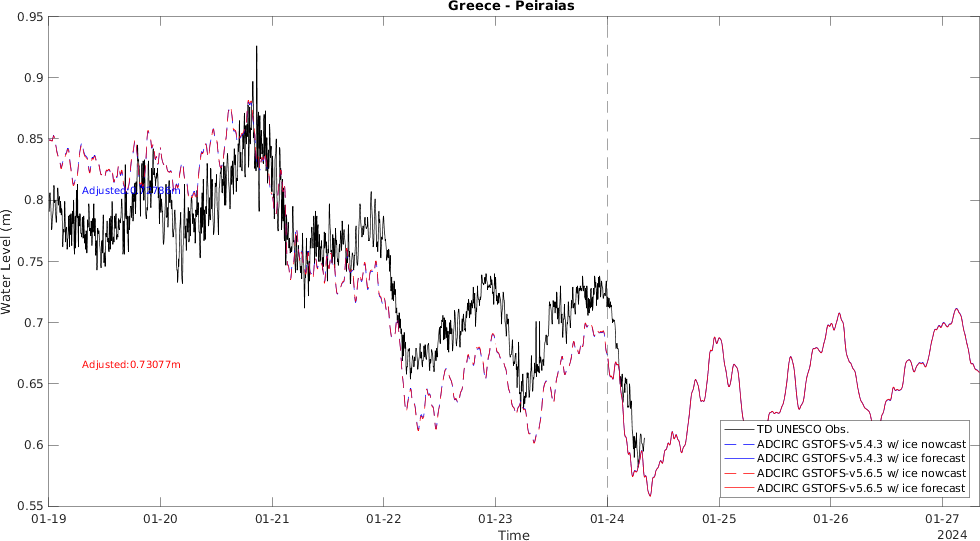 Greece - Peiraias
0.95
0.9
0.85
0.8
0.75
0.7
0.65
0.6
0.55
Water Level (m)
Adjusted:
Adjusted:0.73077m
TD UNESCO Obs.
ADCIRC GSTOFS-v5.4.3 w/ ice nowcast
ADCIRC GSTOFS-v5.4.3 w/ ice forecast
ADCIRC GSTOFS-v5.6.5 w/ ice nowcast
ADCIRC GSTOFS-v5.6.5 w/ ice forecast
01-19 01-20 01-21 01-22 01-23 01-24 01-25 01-26 01-27
Time
2024